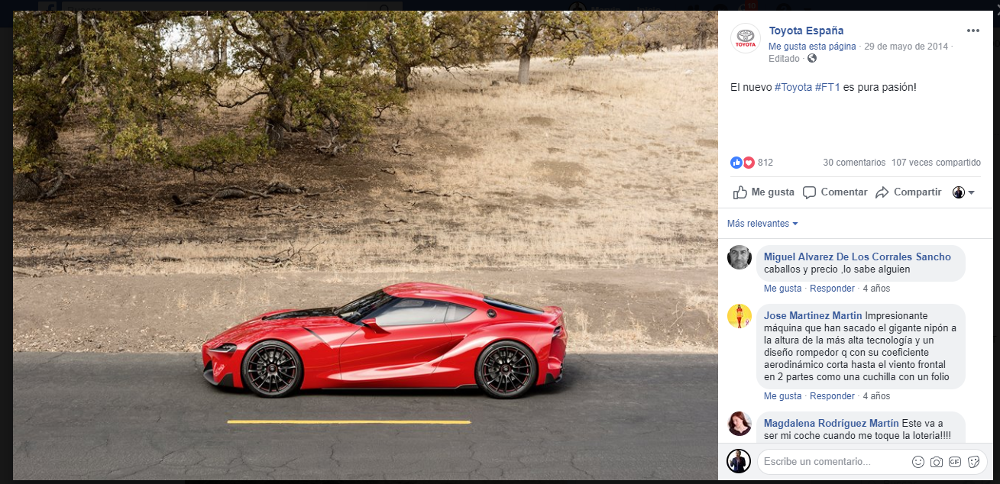 10
Toyota España
TOYOTA
Me gusta esta página · 29 de mayo de 2014 ·
Editado ·
El nuevo #Toyota #FT1 es pura pasión!
812
30 comentarios 107 veces compartido
Me gusta Comentar Compartir
Más relevantes
Miguel Alvarez De Los Corrales Sancho
caballos y precio ,lo sabe alguien
Me gusta · Responder · 4 años
Jose Martinez Martin Impresionante
máquina que han sacado el gigante nipón a
la altura de la más alta tecnología y un
diseño rompedor q con su coeficiente
aerodinámico corta hasta el viento frontal
en 2 partes como una cuchilla con un folio
Me gusta · Responder · 4 años
Magdalena Rodríguez Martín Este va a
ser mi coche cuando me toque la loteria!!!!
Escribe un comentario...
GIF